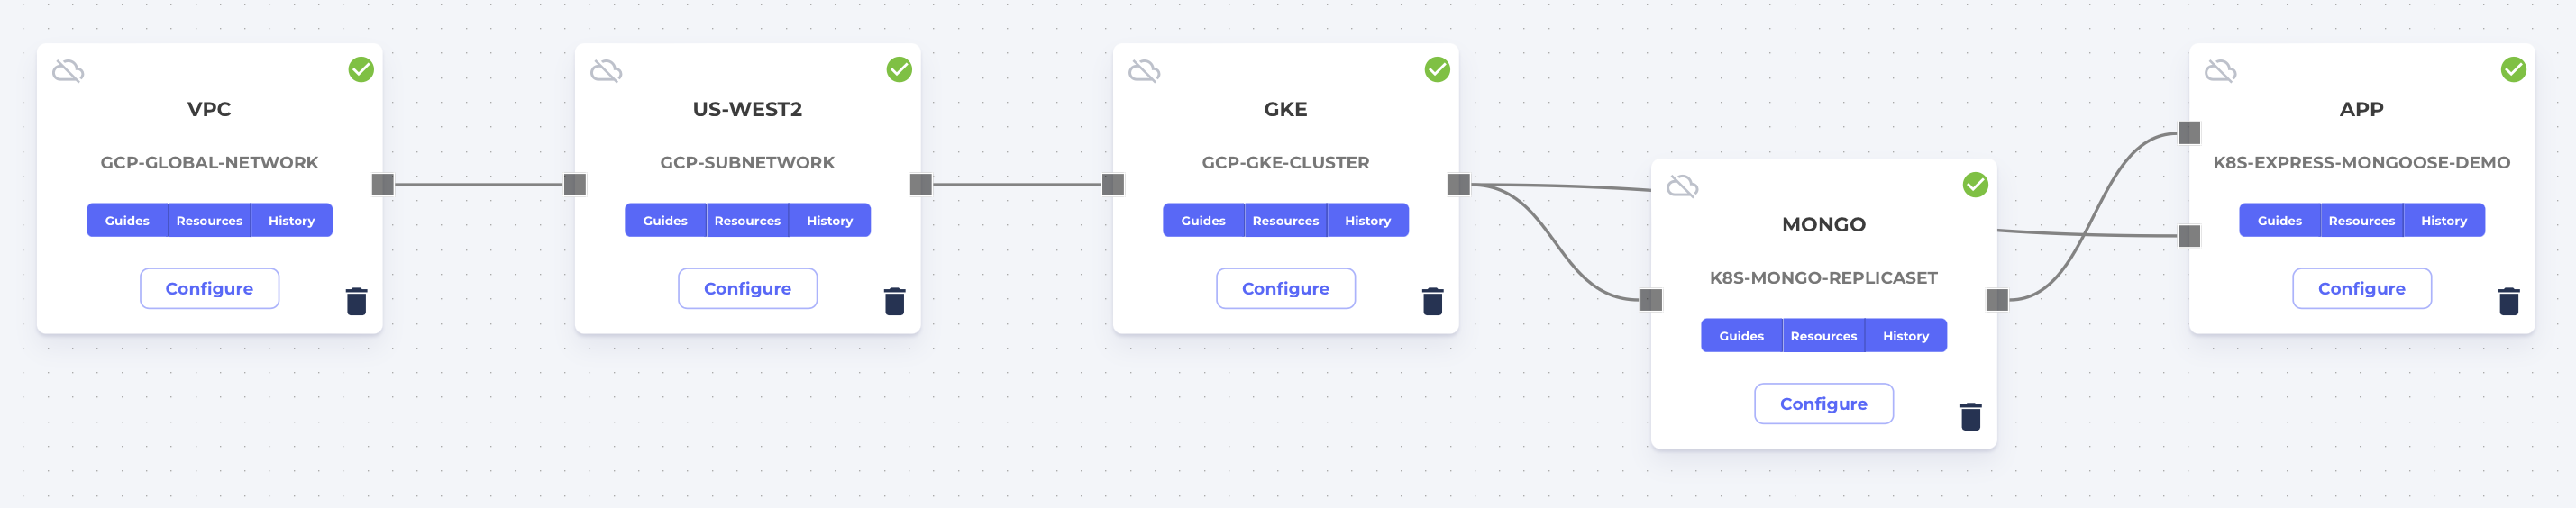 VPC
GCP-GLOBAL-NETWORK
Guides Resources History
Configure
US-WEST2
GCP-SUBNETWORK
Guides Resources History
Configure
GKE
GCP-GKE-CLUSTER
Guides Resources History
Configure
MONGO
K8S-MONGO-REPLICASET
Guides Resources History
Configure
APP
K8S-EXPRESS-MONGOOSE-DEMO
Guides Resources History
Configure